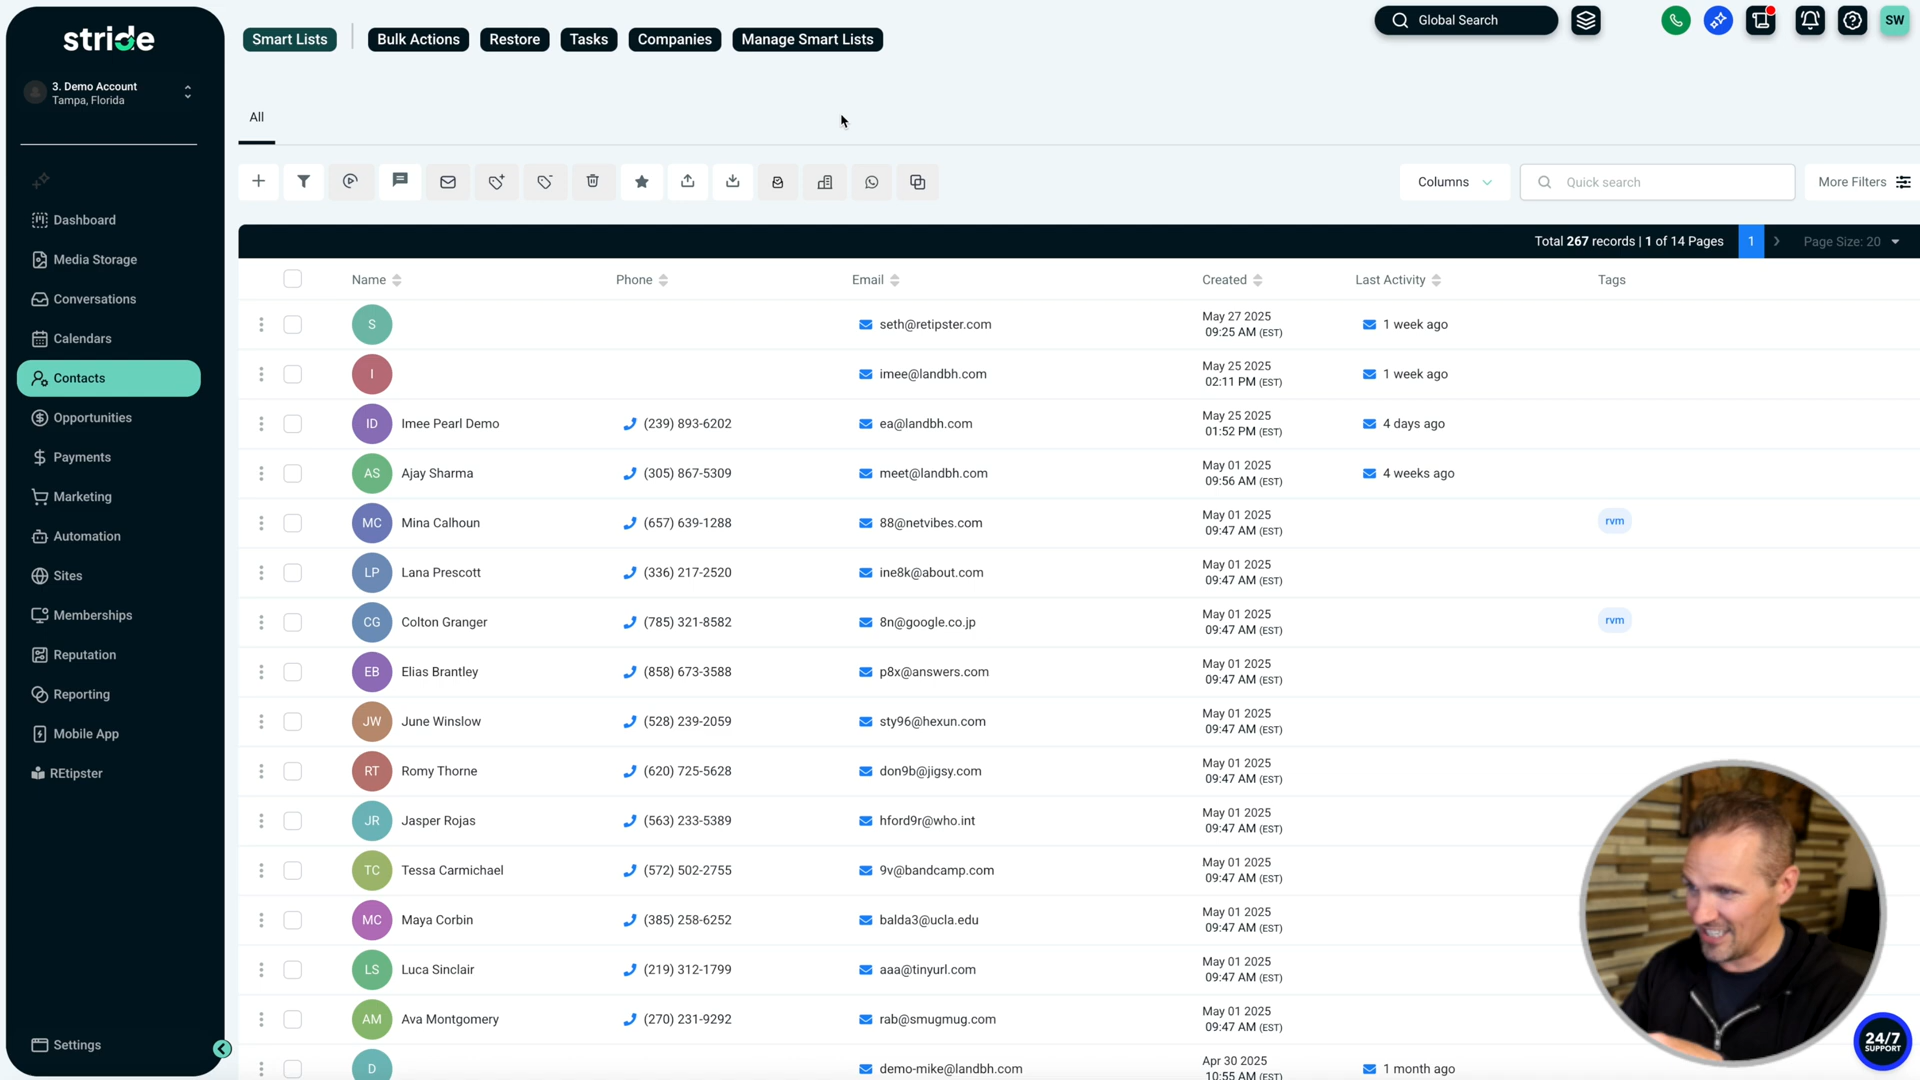 stride
3. Demo Account
Tampa, Florida
Dashboard
Media Storage
Conversations
Calendars
Contacts
Opportunities
Payments
Marketing
Automation
Sites
Memberships
Reputation
Reporting
Mobile App
REtipster
Settings
Smart Lists
Bulk Actions
Restore
Tasks
Companies
Manage Smart Lists
Global Search
SW
All
Columns
Quick search
More Filters
Total 267 records | 1 of 14 Pages 1 Page Size: 20
Name Phone Email Created Last Activity Tags
S seth@retipster.com May 27 2025 09:25 AM (EST) 1 week ago
I imee@landbh.com May 25 2025 02:11 PM (EST) 1 week ago
ID Imee Pearl Demo (239) 893-6202 ea@landbh.com May 25 2025 01:52 PM (EST) 4 days ago
AS Ajay Sharma (305) 867-5309 meet@landbh.com May 01 2025 09:56 AM (EST) 4 weeks ago
MC Mina Calhoun (657) 639-1288 88@netvibes.com May 01 2025 09:47 AM (EST) rvm
LP Lana Prescott (336) 217-2520 ine8k@about.com May 01 2025 09:47 AM (EST)
CG Colton Granger (785) 321-8582 8n@google.co.jp May 01 2025 09:47 AM (EST) rvm
EB Elias Brantley (858) 673-3588 p8x@answers.com May 01 2025 09:47 AM (EST)
JW June Winslow (528) 239-2059 sty96@hexun.com May 01 2025 09:47 AM (EST)
RT Romy Thorne (620) 725-5628 don9b@jigsy.com May 01 2025 09:47 AM (EST)
JR Jasper Rojas (563) 233-5389 hford9r@who.int May 01 2025 09:47 AM (EST)
TC Tessa Carmichael (572) 502-2755 9v@bandcamp.com May 01 2025 09:47 AM (EST)
MC Maya Corbin (385) 258-6252 balda3@ucla.edu May 01 2025 09:47 AM (EST)
LS Luca Sinclair (219) 312-1799 aaa@tinyurl.com May 01 2025 09:47 AM (EST)
AM Ava Montgomery (270) 231-9292 rab@smugmug.com May 01 2025 09:47 AM (EST)
D demo-mike@landbh.com Apr 30 2025 10:55 AM (EST) 1 month ago
24/7
SUPPORT